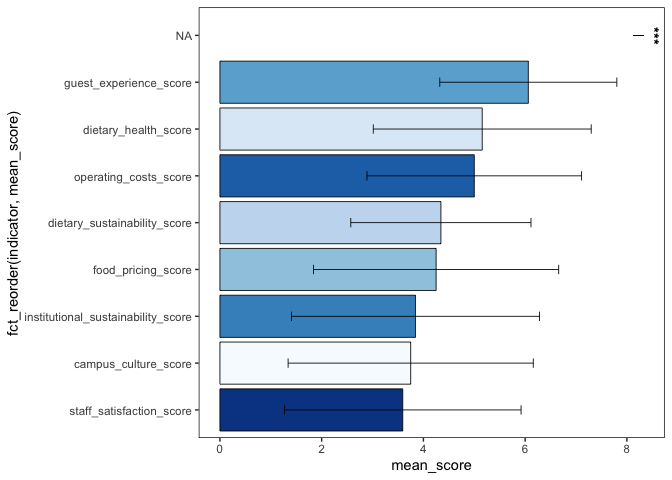 NA
***
guest_experience_score
dietary_health_score
operating_costs_score
dietary_sustainability_score
food_pricing_score
institutional_sustainability_score
campus_culture_score
staff_satisfaction_score
fct_reorder(indicator, mean_score)
0 2 4 6 8
mean_score